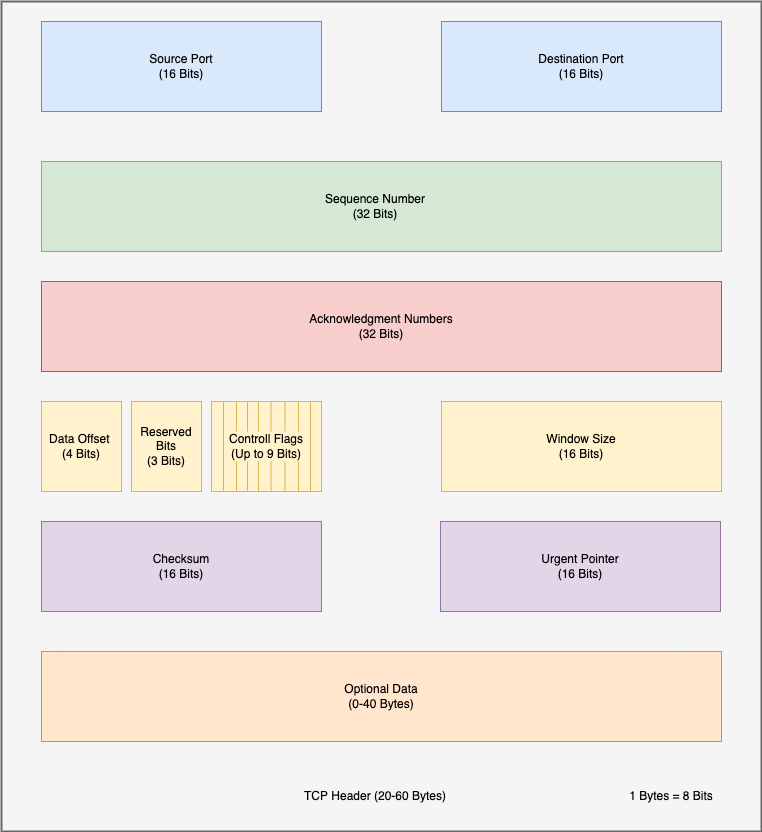 Source Port
(16 Bits)
Destination Port
(16 Bits)
Sequence Number
(32 Bits)
Acknowledgment Numbers
(32 Bits)
Data Offset
(4 Bits)
Reserved
Bits
(3 Bits)
Controll Flags
(Up to 9 Bits)
Window Size
(16 Bits)
Checksum
(16 Bits)
Urgent Pointer
(16 Bits)
Optional Data
(0-40 Bytes)
TCP Header (20-60 Bytes)
1 Bytes = 8 Bits